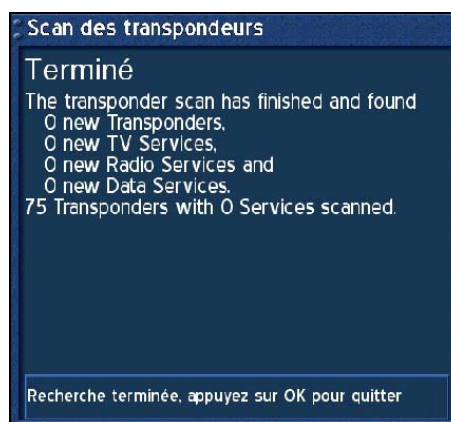 Scan des transpondeurs
Terminé
The transponder scan has finished and found
0 new Transponders,
0 new TV Services,
0 new Radio Services and
0 new Data Services.
75 Transponders with 0 Services scanned.
Recherche terminée, appuyez sur OK pour quitter